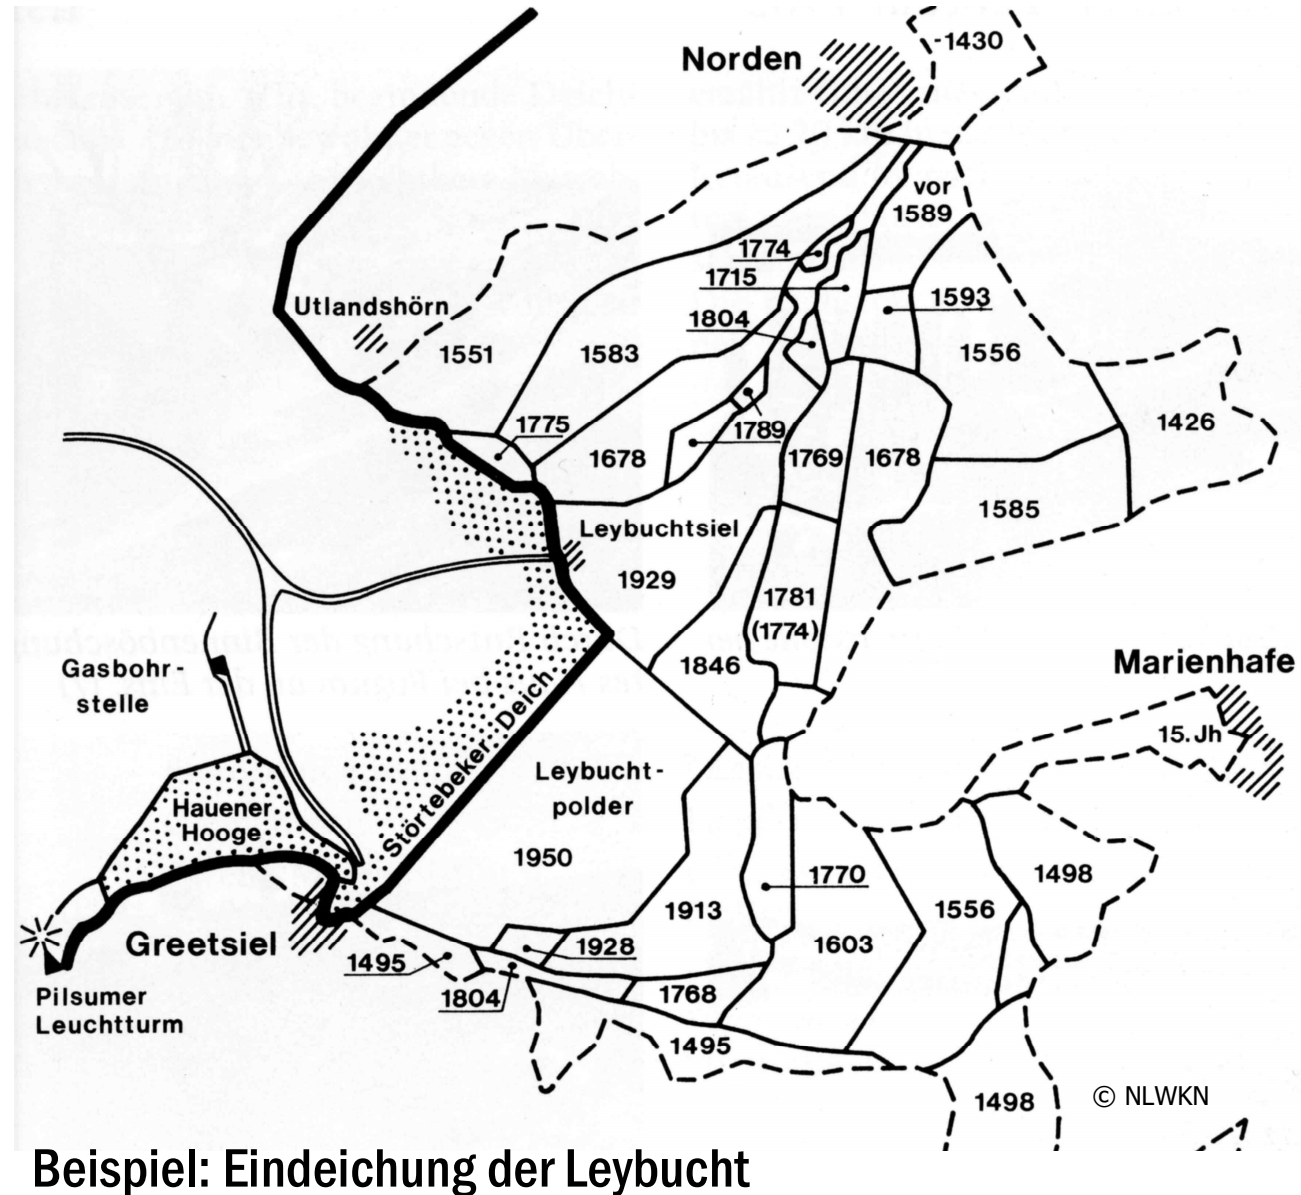 -1430
Norden
vor
1589
1774
1715
1593
Utlandshörn
1804
1551
1583
1556
1775
1789
1426
1678
1769
1678
1585
Leybuchtsiel
1929
1781
(1774)
1846
Marienhafe
Gasbohr-
stelle
15. Jh
Störtebeker Deich
Leybucht-
polder
Hauener
Hooge
1950
1770
1498
1913
1556
1603
Greetsiel
1928
1495
1804
1768
Pilsumer
Leuchtturm
1495
1498
© NLWKN
Beispiel: Eindeichung der Leybucht